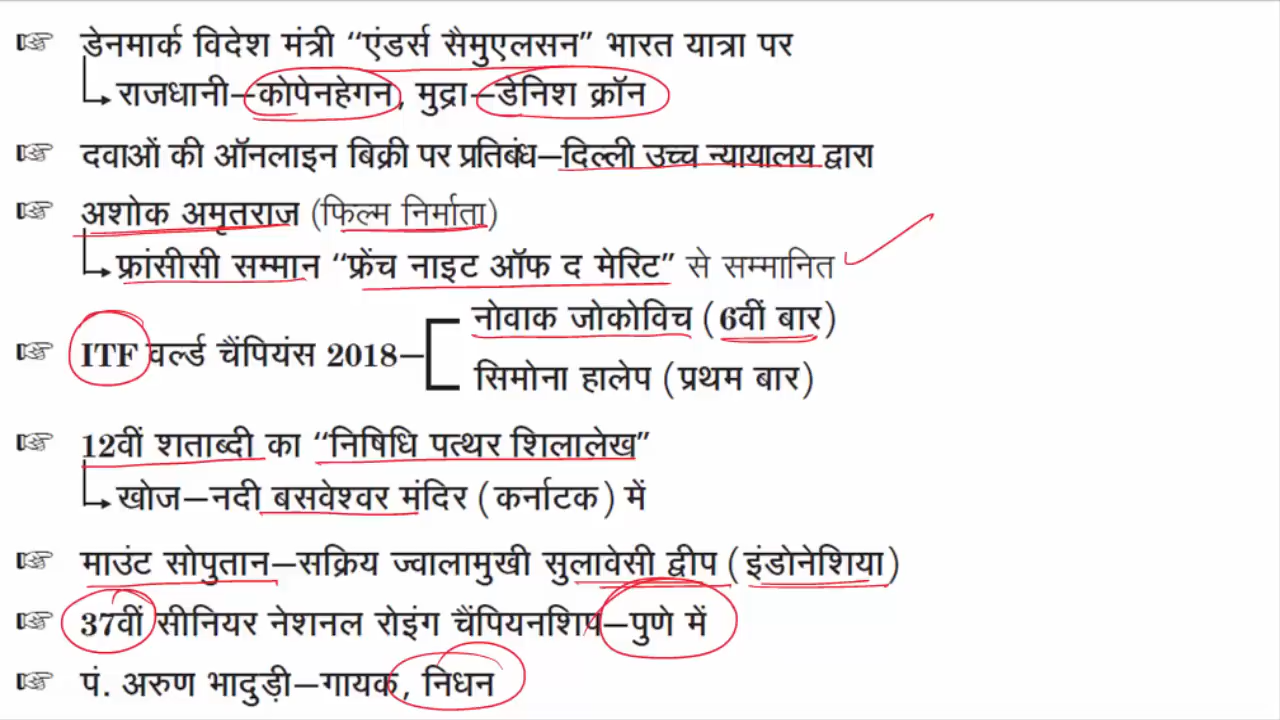 डेनमार्क विदेश मंत्री “एंडर्स सैमुएलसन” भारत यात्रा पर
राजधानी–कोपेनहेगन, मुद्रा–डेनिश क्रॉन
दवाओं की ऑनलाइन बिक्री पर प्रतिबंध–दिल्ली उच्च न्यायालय द्वारा
अशोक अमृतराज (फिल्म निर्माता)
फ्रांसीसी सम्मान “फ्रेंच नाइट ऑफ द मेरिट” से सम्मानित
ITF वर्ल्ड चैंपियंस 2018–
नोवाक जोकोविच (6वीं बार)
सिमोना हालेप (प्रथम बार)
12वीं शताब्दी का “निषिधि पत्थर शिलालेख”
खोज–नदी बसवेश्वर मंदिर (कर्नाटक) में
माउंट सोपुतान–सक्रिय ज्वालामुखी सुलावेसी द्वीप (इंडोनेशिया)
37वीं सीनियर नेशनल रोइंग चैंपियनशिप–पुणे में
पं. अरुण भादुड़ी–गायक, निधन